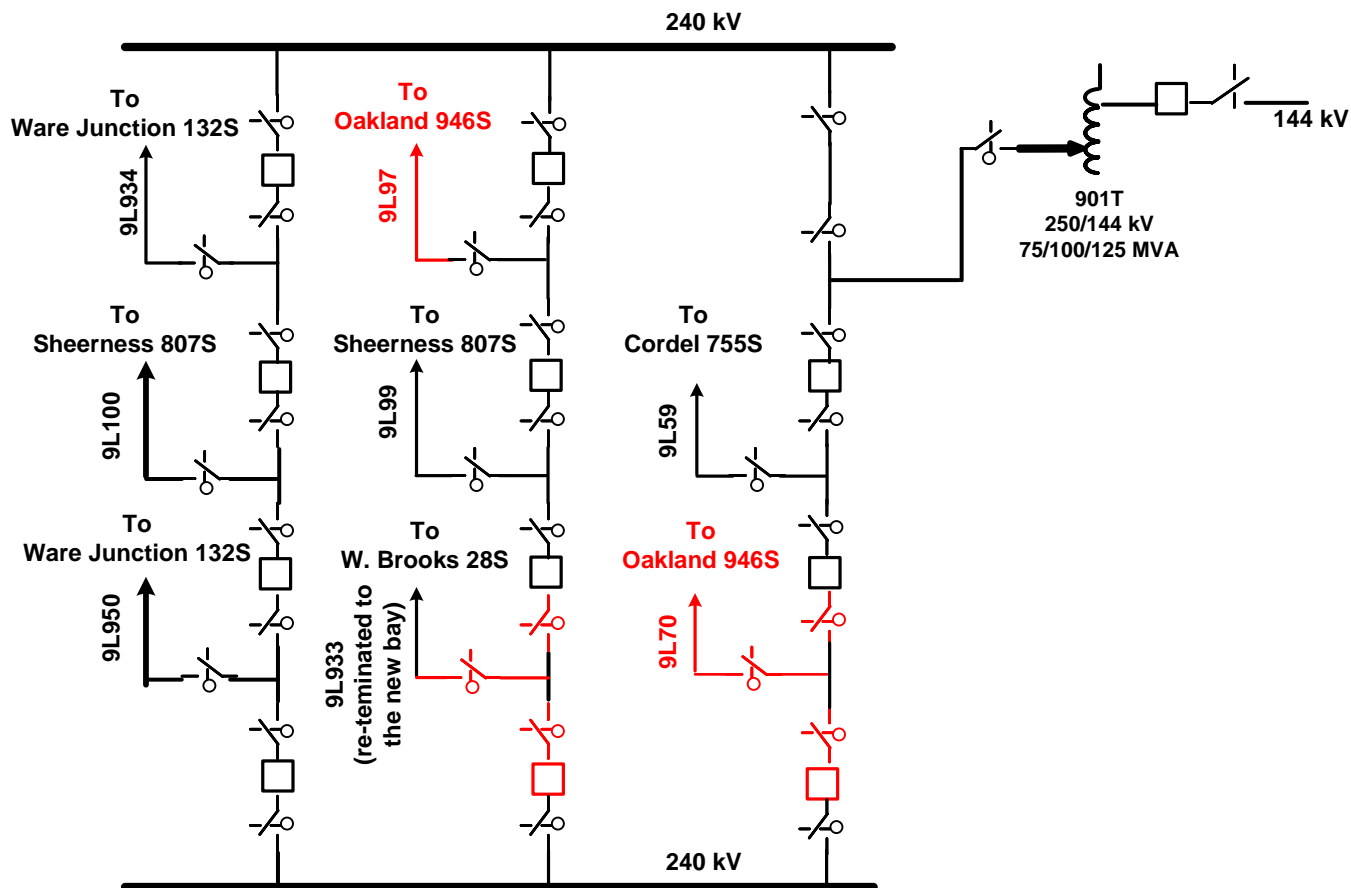 240 kV
To
Ware Junction 132S
9L934
To
Oakland 946S
9L97
144 kV
901T
250/144 kV
75/100/125 MVA
To
Sheerness 807S
9L100
To
Sheerness 807S
9L99
To
Cordel 755S
9L59
To
Ware Junction 132S
9L950
To
W. Brooks 28S
9L933
(re-teminated to
the new bay)
To
Oakland 946S
9L70
240 kV